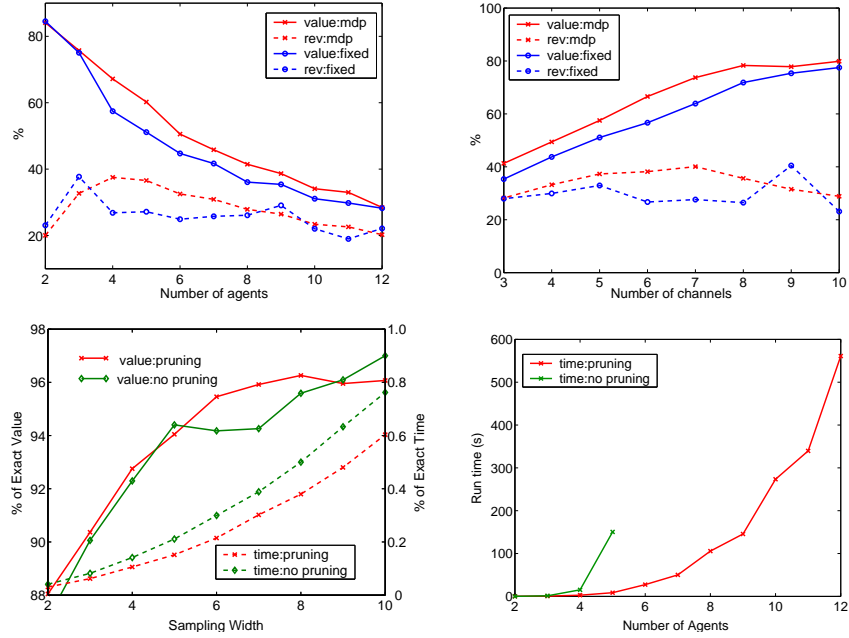 value:mdp
rev:mdp
value:fixed
rev:fixed
80
60
40
20
%
2 4 6 8 10 12
Number of agents
value:mdp
rev:mdp
value:fixed
rev:fixed
100
80
60
40
20
0
%
3 4 5 6 7 8 9 10
Number of channels
value:pruning
value:no pruning
time:pruning
time:no pruning
98
96
94
92
90
88
% of Exact Value
1.0
0.8
0.6
0.4
0.2
0
% of Exact Time
2 4 6 8 10
Sampling Width
time:pruning
time:no pruning
600
500
400
300
200
100
0
Run time (s)
2 4 6 8 10 12
Number of Agents